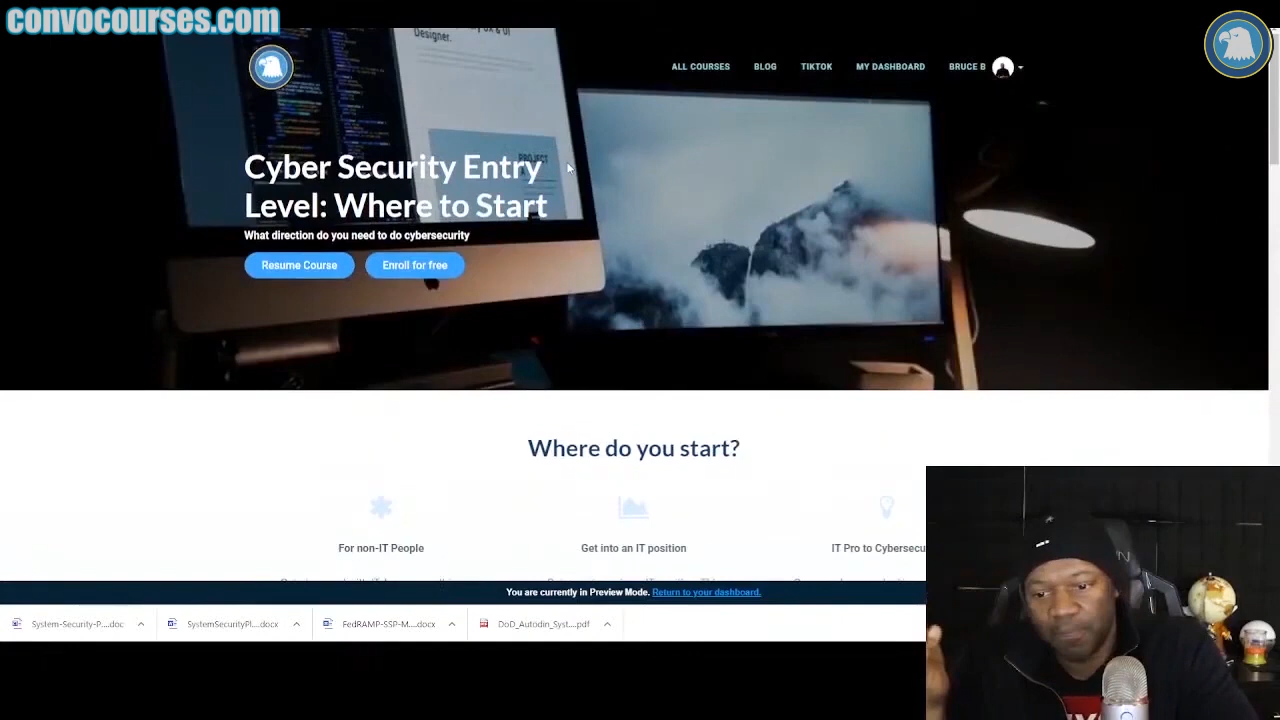 convocourses.com
Designer.
ALL COURSES BLOG TIKTOK MY DASHBOARD BRUCE B
PROJECT
Cyber Security Entry
Level: Where to Start
What direction do you need to do cybersecurity
Resume Course Enroll for free
Where do you start?
For non-IT People Get into an IT position IT Pro to Cybersecu
You are currently in Preview Mode. Return to your dashboard.
System-Security-P....doc SystemSecurityPl....docx FedRAMP-SSP-M....docx DoD_Autodin_Syst....pdf